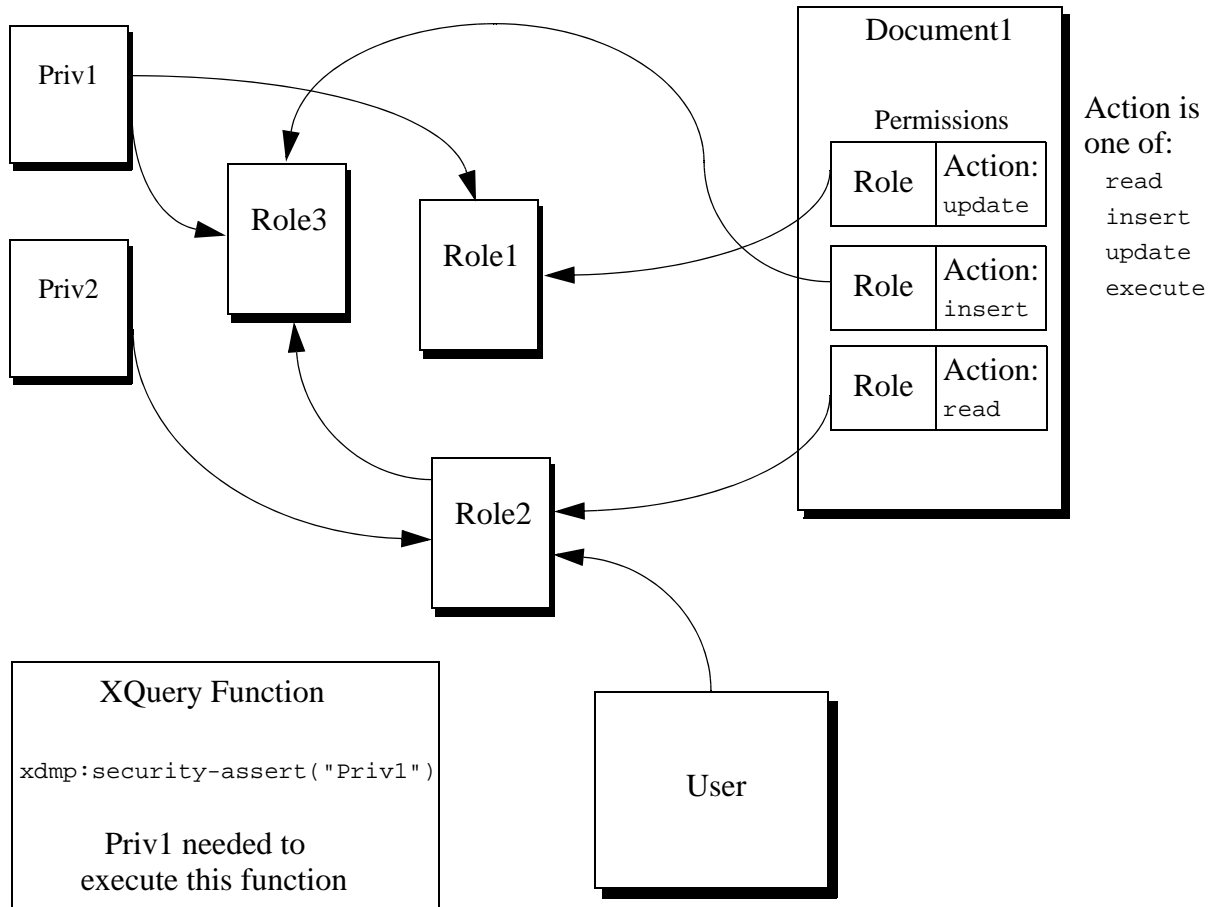 Priv1
Priv2
Role3
Role1
Role2
Document1
Permissions
Role
Action:
update
Role
Action:
insert
Role
Action:
read
Action is
one of:
read
insert
update
execute
XQuery Function
xdmp:security-assert("Priv1")
Priv1 needed to
execute this function
User